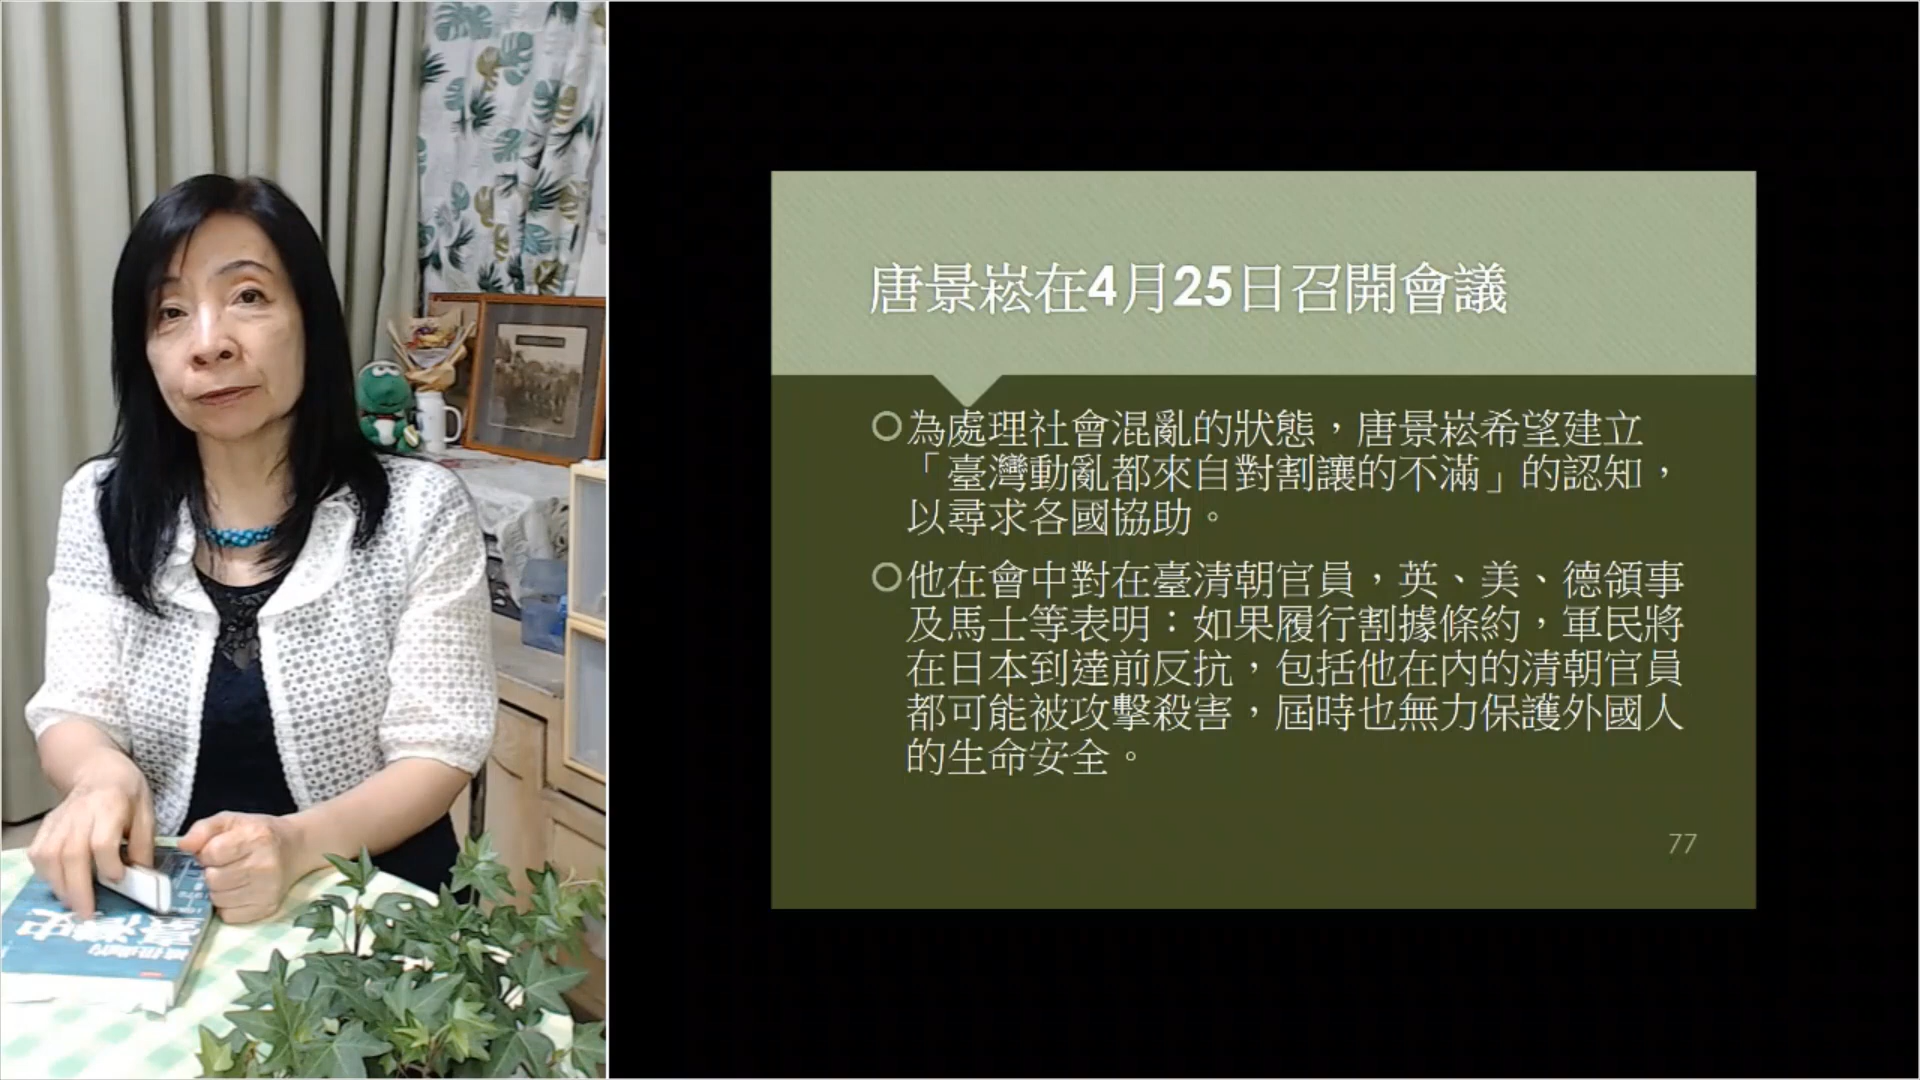 唐景崧在4月25日召開會議
為處理社會混亂的狀態，唐景崧希望建立
「臺灣動亂都來自對割讓的不滿」的認知，
以尋求各國協助。
他在會中對在臺清朝官員，英、美、德領事
及馬士等表明：如果履行割據條約，軍民將
在日本到達前反抗，包括他在內的清朝官員
都可能被攻擊殺害，屆時也無力保護外國人
的生命安全。
77
臺灣史